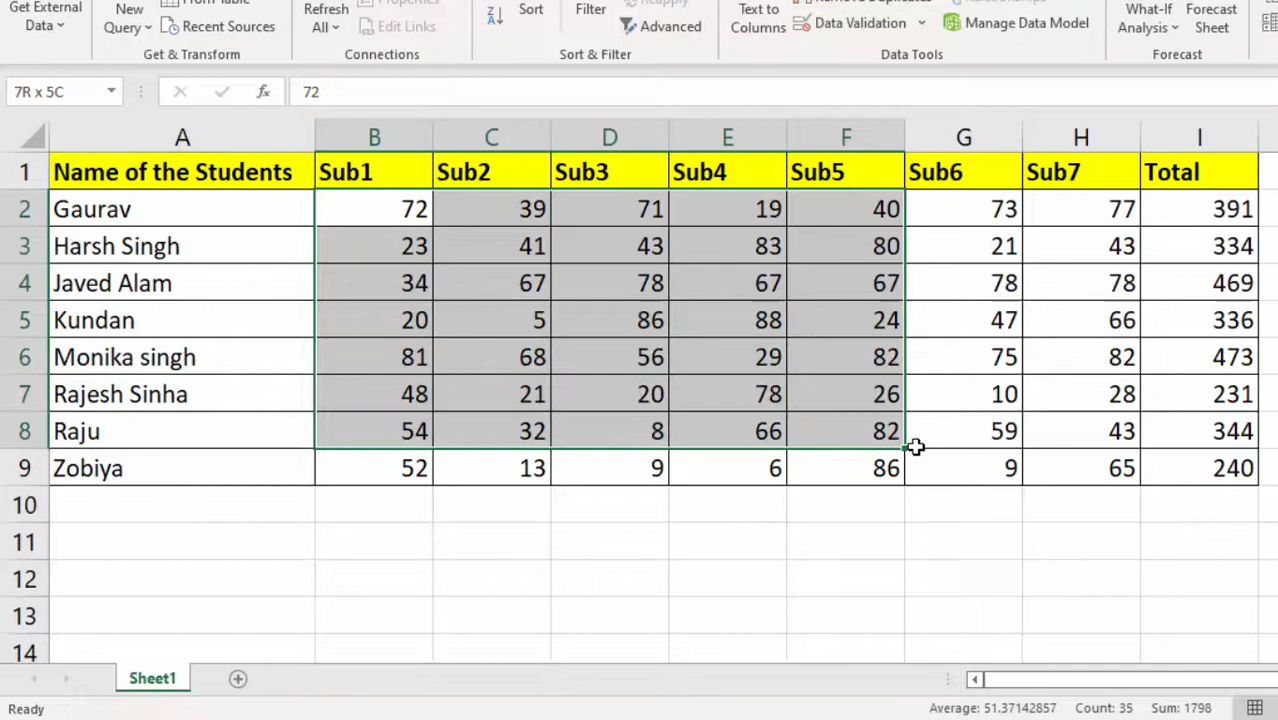 Get External New Refresh Properties Sort Filter Reapply Text to Remove Duplicates What-If Forecast
Data Query Recent Sources All Edit Links Advanced Columns Data Validation Manage Data Model Analysis Sheet
Get & Transform Connections Sort & Filter Data Tools Forecast
7R x 5C fx 72
A B C D E F G H I
1 Name of the Students Sub1 Sub2 Sub3 Sub4 Sub5 Sub6 Sub7 Total
2 Gaurav 72 39 71 19 40 73 77 391
3 Harsh Singh 23 41 43 83 80 21 43 334
4 Javed Alam 34 67 78 67 67 78 78 469
5 Kundan 20 5 86 88 24 47 66 336
6 Monika singh 81 68 56 29 82 75 82 473
7 Rajesh Sinha 48 21 20 78 26 10 28 231
8 Raju 54 32 8 66 82 59 43 344
9 Zobiya 52 13 9 6 86 9 65 240
10
11
12
13
14
Sheet1
Ready Average: 51.37142857 Count: 35 Sum: 1798